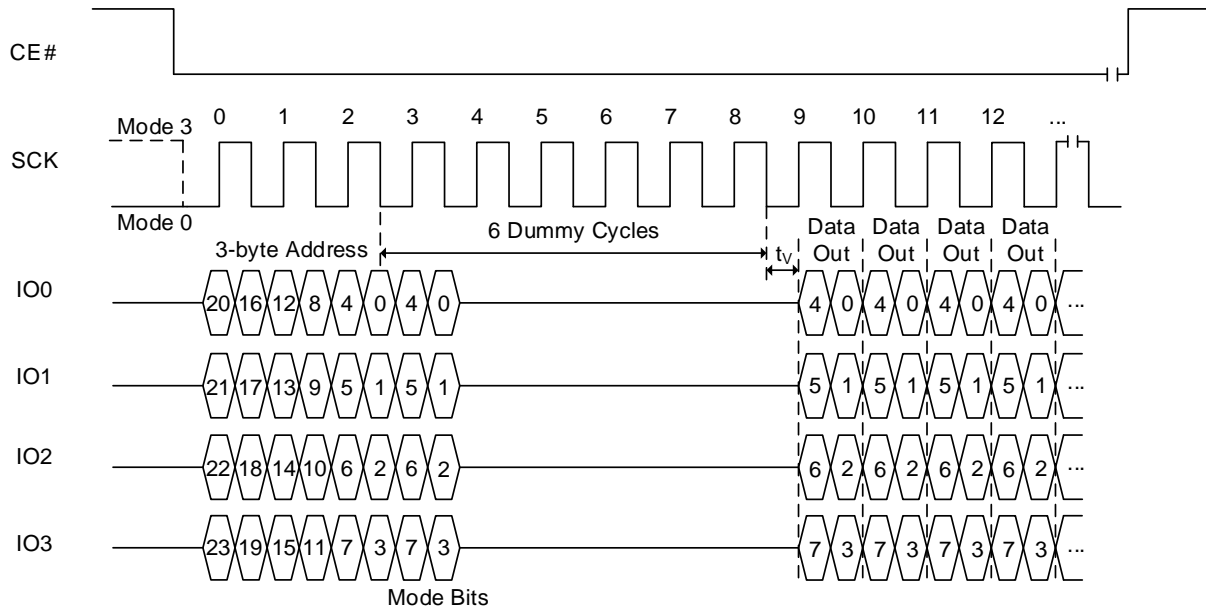 CE#
0 1 2 3 4 5 6 7 8 9 10 11 12 ...
Mode 3
SCK
Mode 0
6 Dummy Cycles
3-byte Address
tV
Data Out Data Out Data Out Data Out
IO0 20 16 12 8 4 0 4 0 4 0 4 0 4 0 4 0 ...
IO1 21 17 13 9 5 1 5 1 5 1 5 1 5 1 5 1 ...
IO2 22 18 14 10 6 2 6 2 6 2 6 2 6 2 6 2 ...
IO3 23 19 15 11 7 3 7 3 7 3 7 3 7 3 7 3 ...
Mode Bits